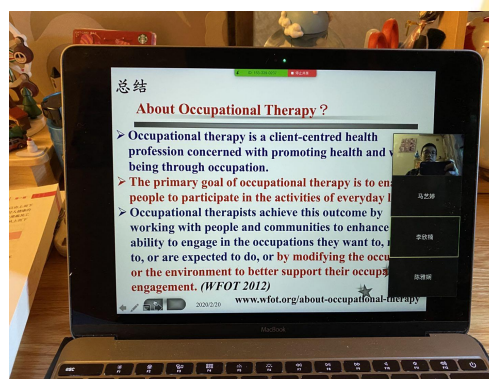 总结
About Occupational Therapy？
Occupational therapy is a client-centred health
profession concerned with promoting health and
being through occupation.
The primary goal of occupational therapy is to
people to participate in the activities of everyday
Occupational therapists achieve this outcome by
working with people and communities to enhance
ability to engage in the occupations they want to,
to, or are expected to do, or by modifying the
or the environment to better support their
engagement. (WFOT 2012)
www.wfot.org/about-occupational-therapy
2020/2/20
马艺婷
李欣楠
陈雅娴
MacBook
esc